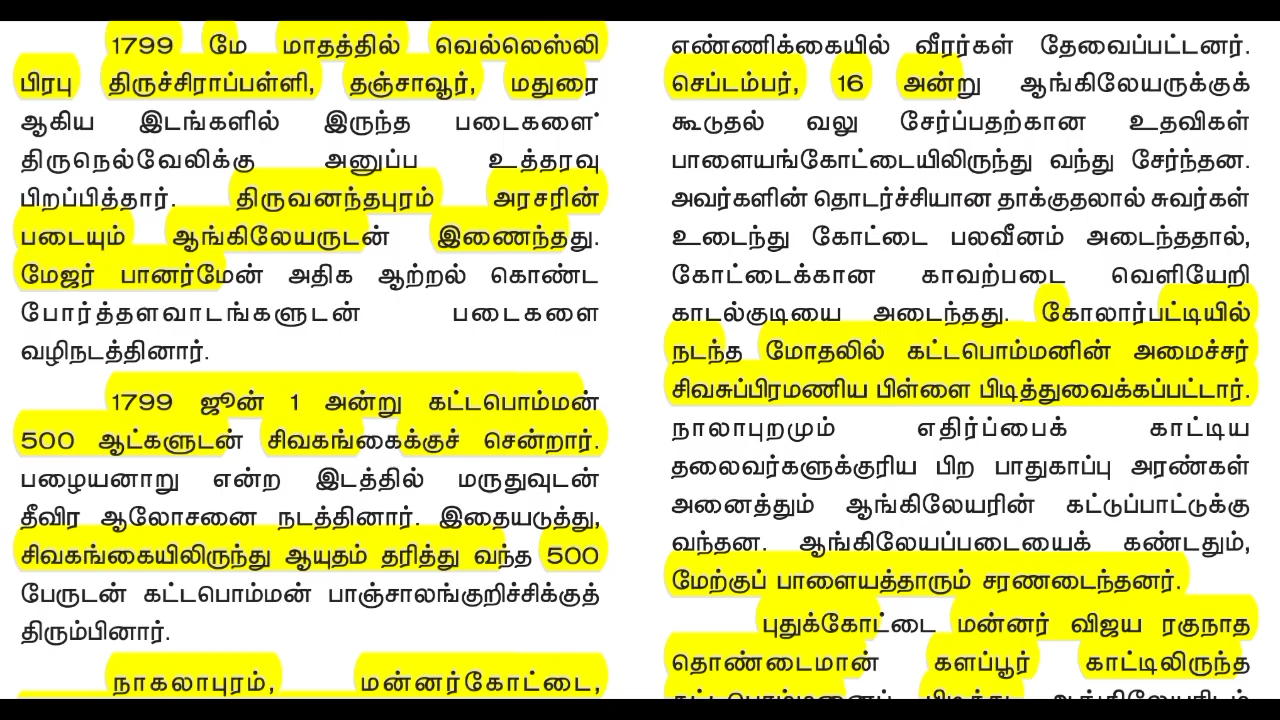 1799 மே மாதத்தில் வெல்லெஸ்லி
பிரபு திருச்சிராப்பள்ளி, தஞ்சாவூர், மதுரை
ஆகிய இடங்களில் இருந்த படைகளை
திருநெல்வேலிக்கு அனுப்ப உத்தரவு
பிறப்பித்தார். திருவனந்தபுரம் அரசரின்
படையும் ஆங்கிலேயருடன் இணைந்தது.
மேஜர் பானர்மேன் அதிக ஆற்றல் கொண்ட
போர்த்தளவாடங்களுடன் படைகளை
வழிநடத்தினார்.
1799 ஜூன் 1 அன்று கட்டபொம்மன்
500 ஆட்களுடன் சிவகங்கைக்குச் சென்றார்.
பழையனாறு என்ற இடத்தில் மருதுவுடன்
தீவிர ஆலோசனை நடத்தினார். இதையடுத்து,
சிவகங்கையிலிருந்து ஆயுதம் தரித்து வந்த 500
பேருடன் கட்டபொம்மன் பாஞ்சாலங்குறிச்சிக்குத்
திரும்பினார்.
நாகலாபுரம், மன்னர்கோட்டை,
எண்ணிக்கையில் வீரர்கள் தேவைப்பட்டனர்.
செப்டம்பர், 16 அன்று ஆங்கிலேயருக்குக்
கூடுதல் வலு சேர்ப்பதற்கான உதவிகள்
பாளையங்கோட்டையிலிருந்து வந்து சேர்ந்தன.
அவர்களின் தொடர்ச்சியான தாக்குதலால் சுவர்கள்
உடைந்து கோட்டை பலவீனம் அடைந்ததால்,
கோட்டைக்கான காவற்படை வெளியேறி
காடல்குடியை அடைந்தது. கோலார்பட்டியில்
நடந்த மோதலில் கட்டபொம்மனின் அமைச்சர்
சிவசுப்பிரமணிய பிள்ளை பிடித்துவைக்கப்பட்டார்.
நாலாபுறமும் எதிர்ப்பைக் காட்டிய
தலைவர்களுக்குரிய பிற பாதுகாப்பு அரண்கள்
அனைத்தும் ஆங்கிலேயரின் கட்டுப்பாட்டுக்கு
வந்தன. ஆங்கிலேயப்படையைக் கண்டதும்,
மேற்குப் பாளையத்தாரும் சரணடைந்தனர்.
புதுக்கோட்டை மன்னர் விஜய ரகுநாத
தொண்டைமான் களப்பூர் காட்டிலிருந்த